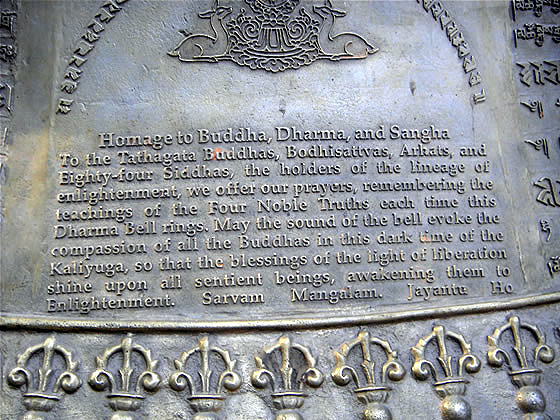 Homage to Buddha, Dharma, and Sangha
To the Tathagata Buddhas, Bodhisattvas, Arhats, and
Eighty-four Siddhas, the holders of the lineage of
enlightenment, we offer our prayers, remembering the
teachings of the Four Noble Truths each time this
Dharma Bell rings. May the sound of the bell evoke the
compassion of all the Buddhas in this dark time of the
Kaliyuga, so that the blessings of the light of liberation
shine upon all sentient beings, awakening them to
Enlightenment. Sarvam Mangalam. Jayantu Ho